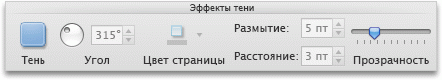 Эффекты тени
315°
Размытие: 5 пт
Расстояние: 3 пт
Тень Угол Цвет страницы Прозрачность